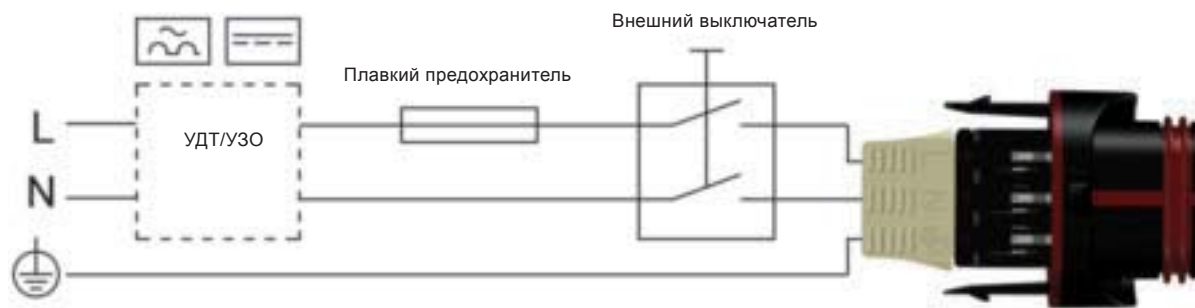 Внешний выключатель
Плавкий предохранитель
L
УДТ/УЗО
N